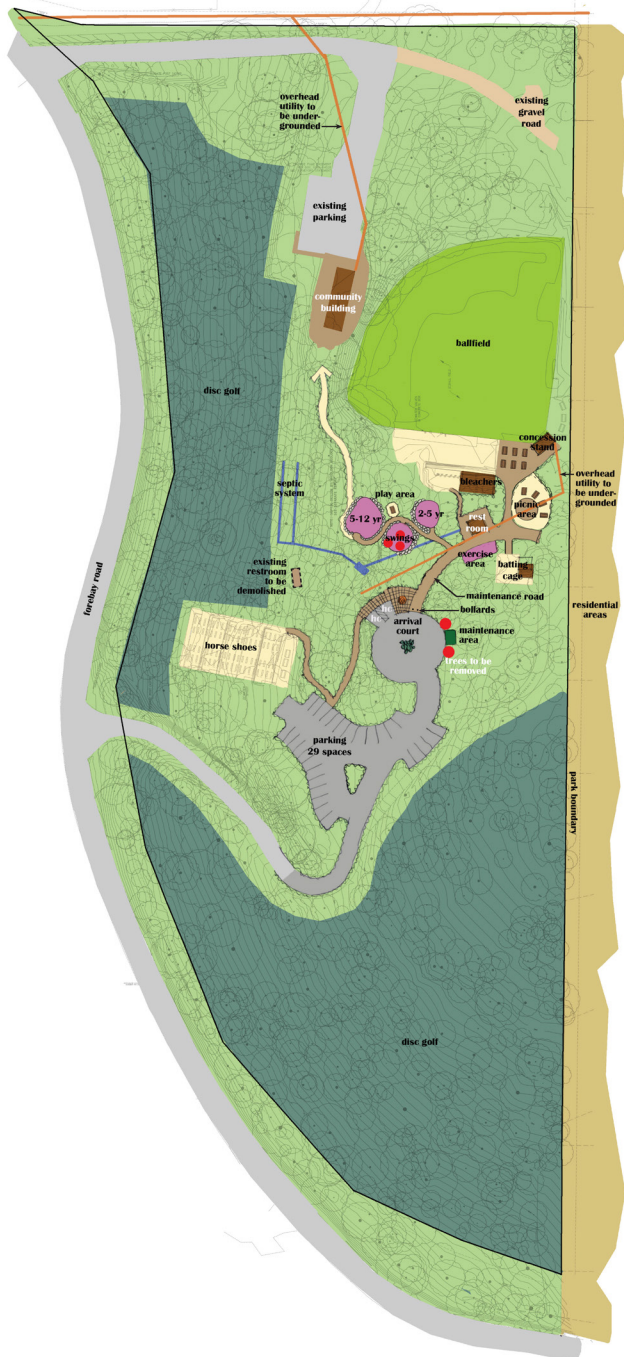 overhead
utility to
be under-
grounded
existing
gravel
road
existing
parking
community
building
ballfield
disc golf
concession
stand
overhead
utility to
be under-
grounded
bleachers
picnic
area
septic
system
play area
5-12 yr
2-5 yr
rest
room
swings
exercise
area
batting
cage
existing
restroom
to be
demolished
maintenance road
hc
hc
bollards
arrival
court
maintenance
area
trees to be
removed
residential
areas
forebay road
horse shoes
parking
29 spaces
park boundary
disc golf